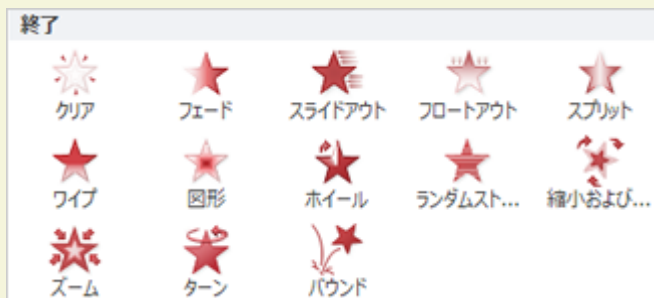 終了
クリア フェード スライドアウト フロートアウト スプリット
ワイプ 図形 ホイール ランダムスト... 縮小および...
ズーム ターン バウンド